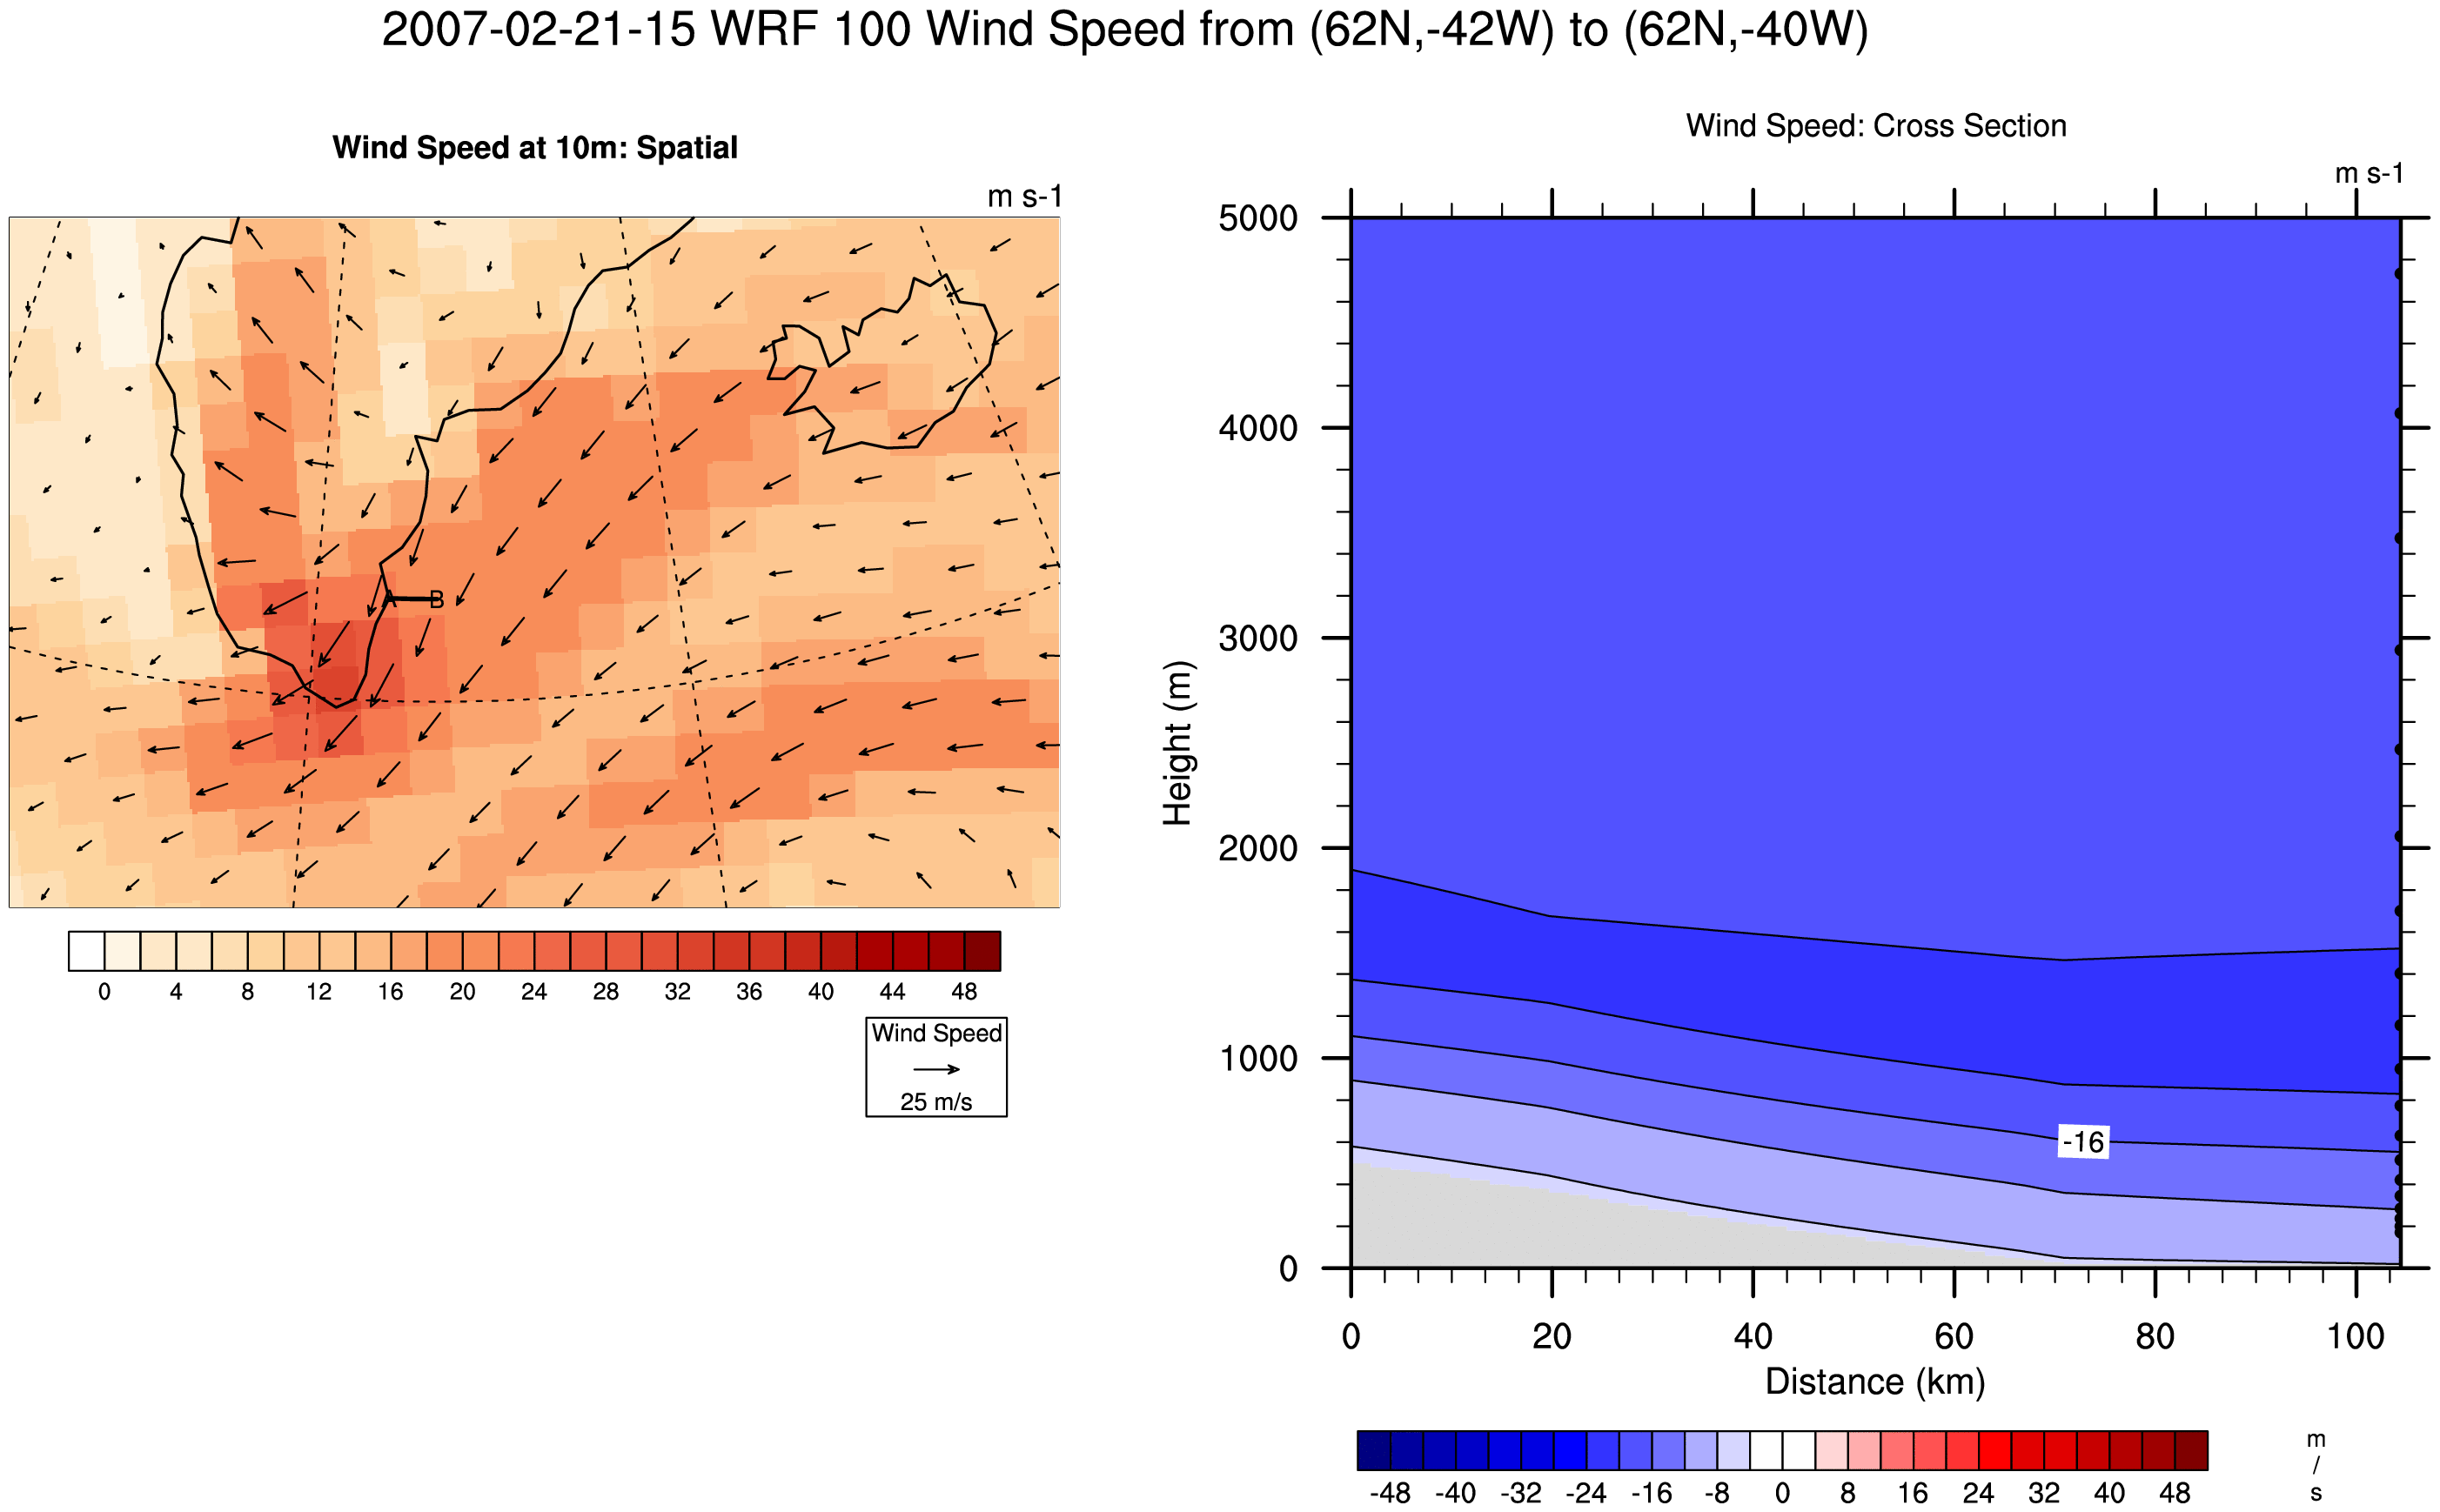 2007-02-21-15 WRF 100 Wind Speed from (62N,-42W) to (62N,-40W)
Wind Speed at 10m: Spatial
m s-1
A B
0 4 8 12 16 20 24 28 32 36 40 44 48
Wind Speed
25 m/s
Wind Speed: Cross Section
m s-1
5000
4000
3000
2000
1000
0
Height (m)
-16
0 20 40 60 80 100
Distance (km)
-48 -40 -32 -24 -16 -8 0 8 16 24 32 40 48
m
/
s